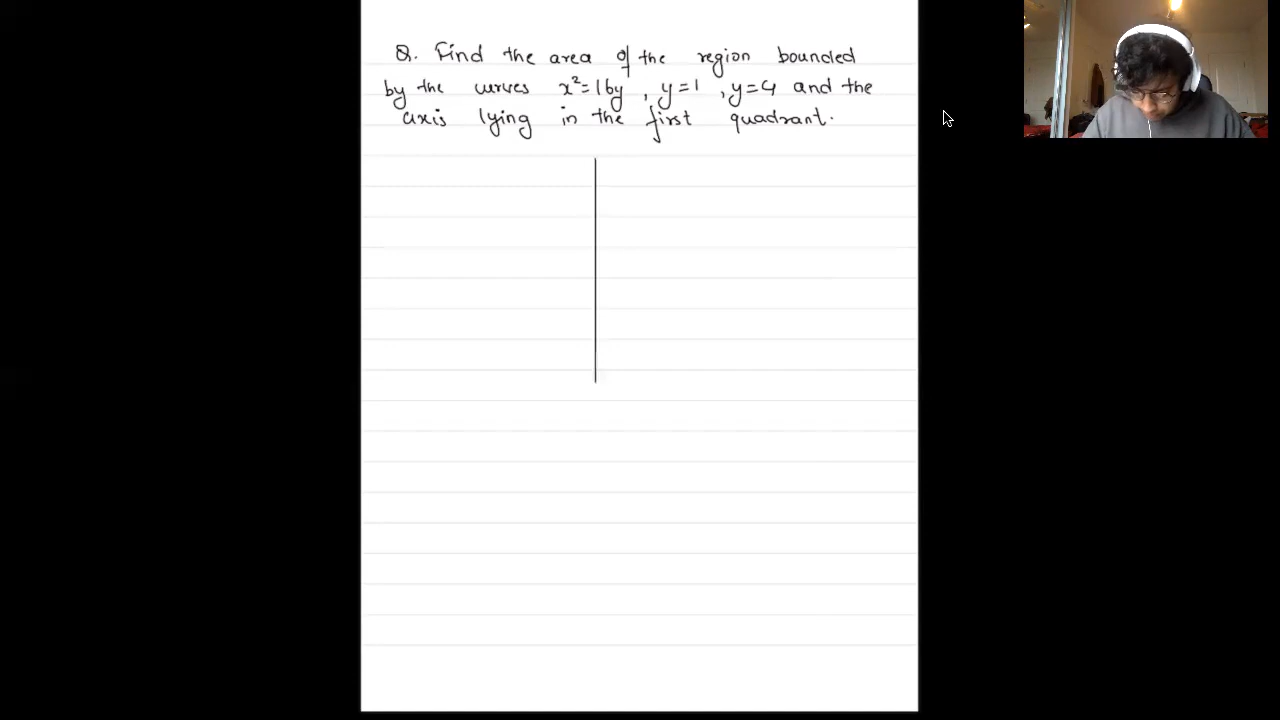 Q. Find the area of the region bounded
by the curves x²=16y, y=1, y=4 and the
axis lying in the first quadrant.